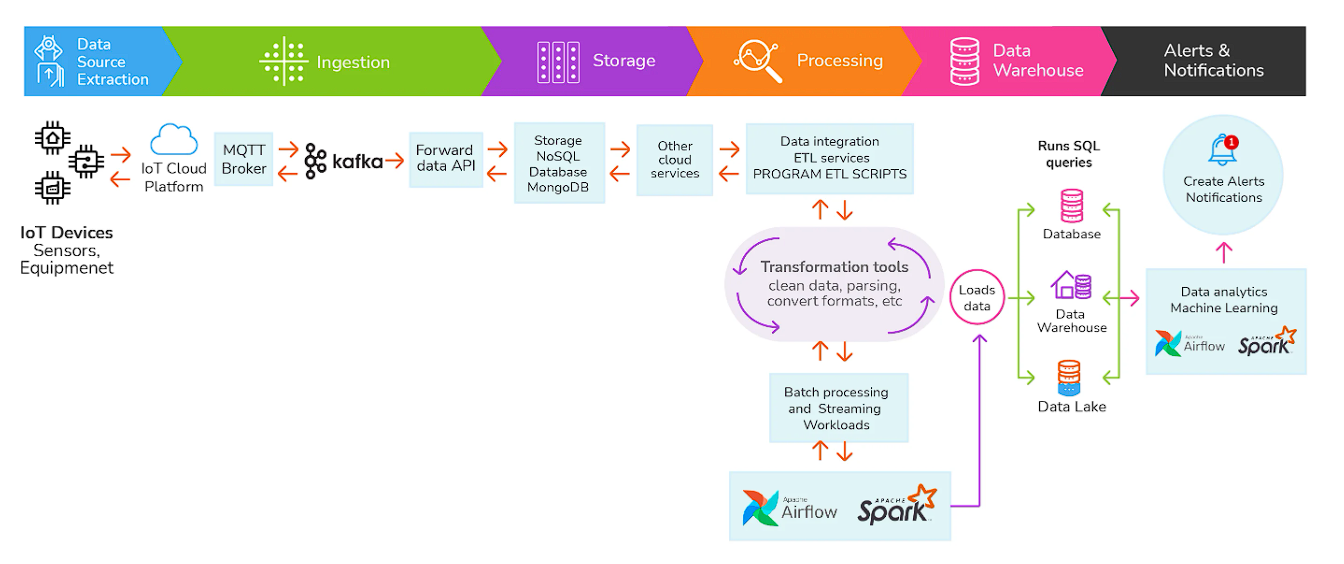 Data
Source
Extraction
Ingestion
Storage
Processing
Data
Warehouse
Alerts &
Notifications
IoT Devices
Sensors,
Equipmenet
IoT Cloud
Platform
MQTT
Broker
kafka
Forward
data API
Storage
NoSQL
Database
MongoDB
Other
cloud
services
Data integration
ETL services
PROGRAM ETL SCRIPTS
Transformation tools
clean data, parsing,
convert formats, etc
Batch processing
and Streaming
Workloads
Apache
Airflow
APACHE
Spark
Loads
data
Runs SQL
queries
Database
Data
Warehouse
Data Lake
1
Create Alerts
Notifications
Data analytics
Machine Learning
Apache
Airflow
APACHE
Spark